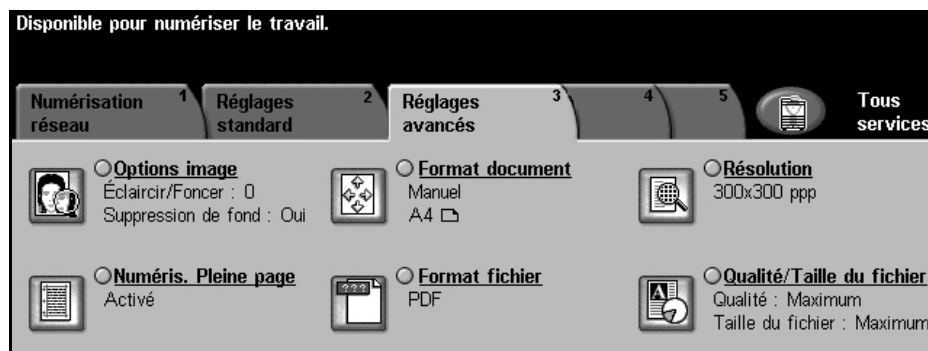 Disponible pour numériser le travail.
Numérisation réseau 1
Réglages standard 2
Réglages avancés 3
4
5
Tous services
Options image
Éclaircir/Foncer : 0
Suppression de fond : Oui
Format document
Manuel
A4
Résolution
300x300 ppp
Numéris. Pleine page
Activé
Format fichier
PDF
Qualité/Taille du fichier
Qualité : Maximum
Taille du fichier : Maximum